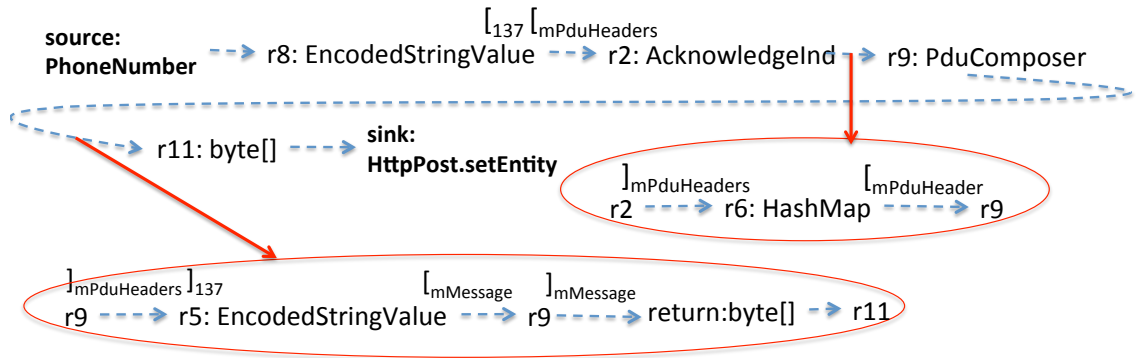 [137 [mPduHeaders
source:
PhoneNumber
r8: EncodedStringValue r2: AcknowledgeInd r9: PduComposer
r11: byte[]
sink:
HttpPost.setEntity
]mPduHeaders [mPduHeader
r2 r6: HashMap r9
]mPduHeaders ]137 [mMessage ]mMessage
r9 r5: EncodedStringValue r9 return:byte[] r11